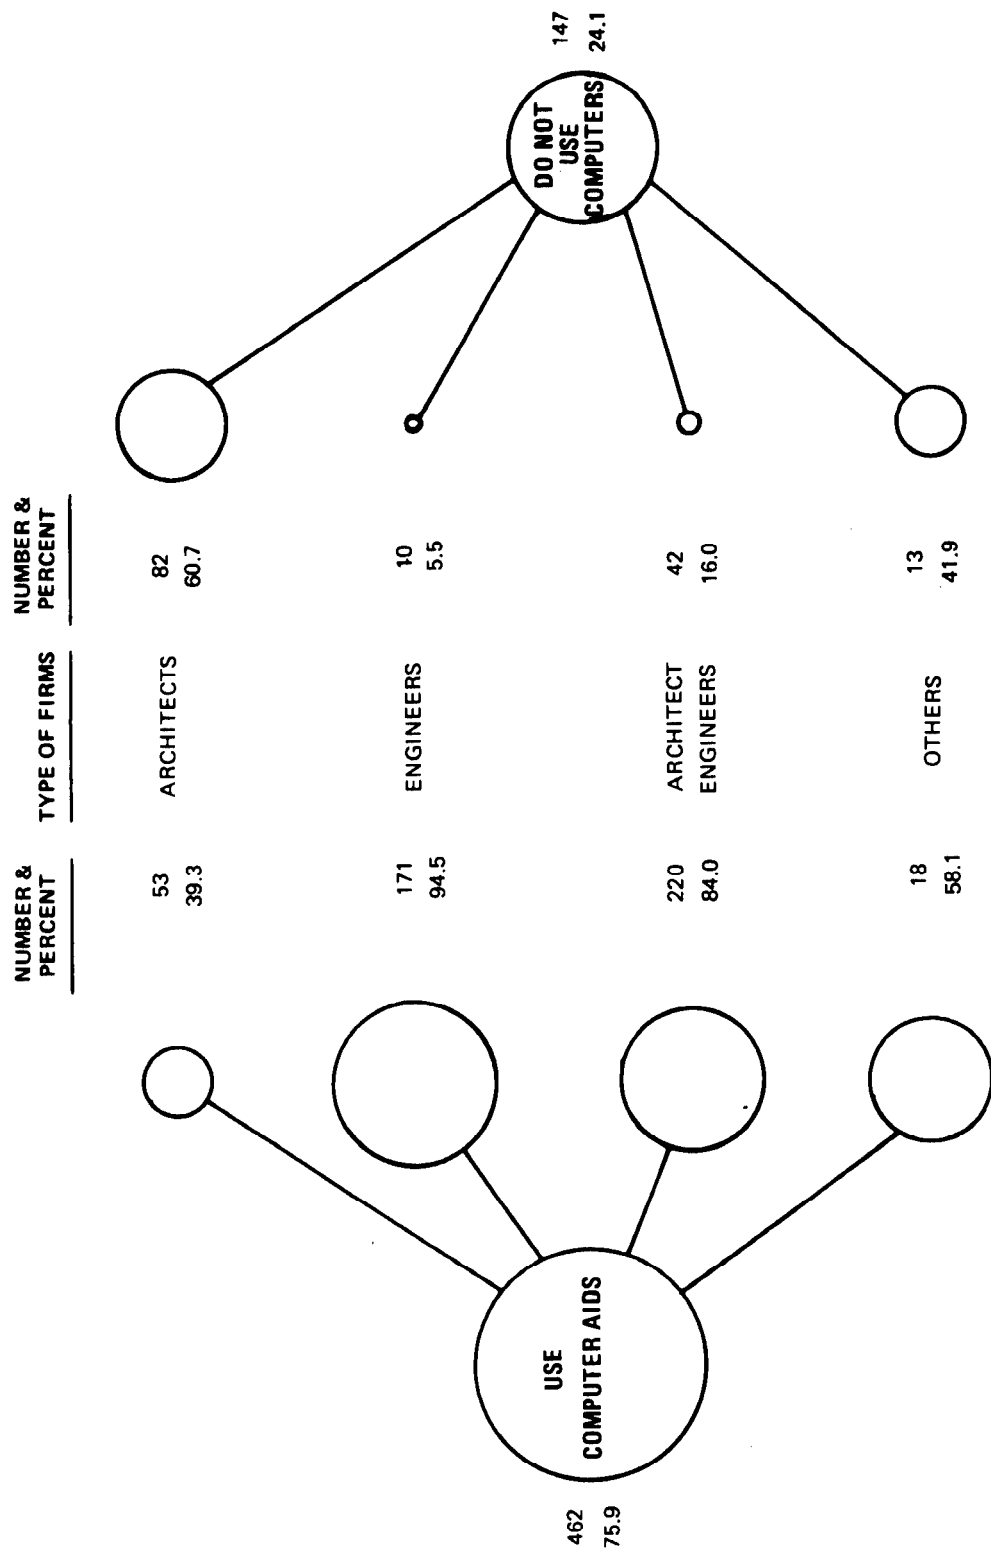 NUMBER &
PERCENT
TYPE OF FIRMS
NUMBER &
PERCENT
53
39.3
ARCHITECTS
82
60.7
171
94.5
ENGINEERS
10
5.5
462
75.9
USE
COMPUTER AIDS
DO NOT
USE
COMPUTERS
147
24.1
220
84.0
ARCHITECT
ENGINEERS
42
16.0
18
58.1
OTHERS
13
41.9